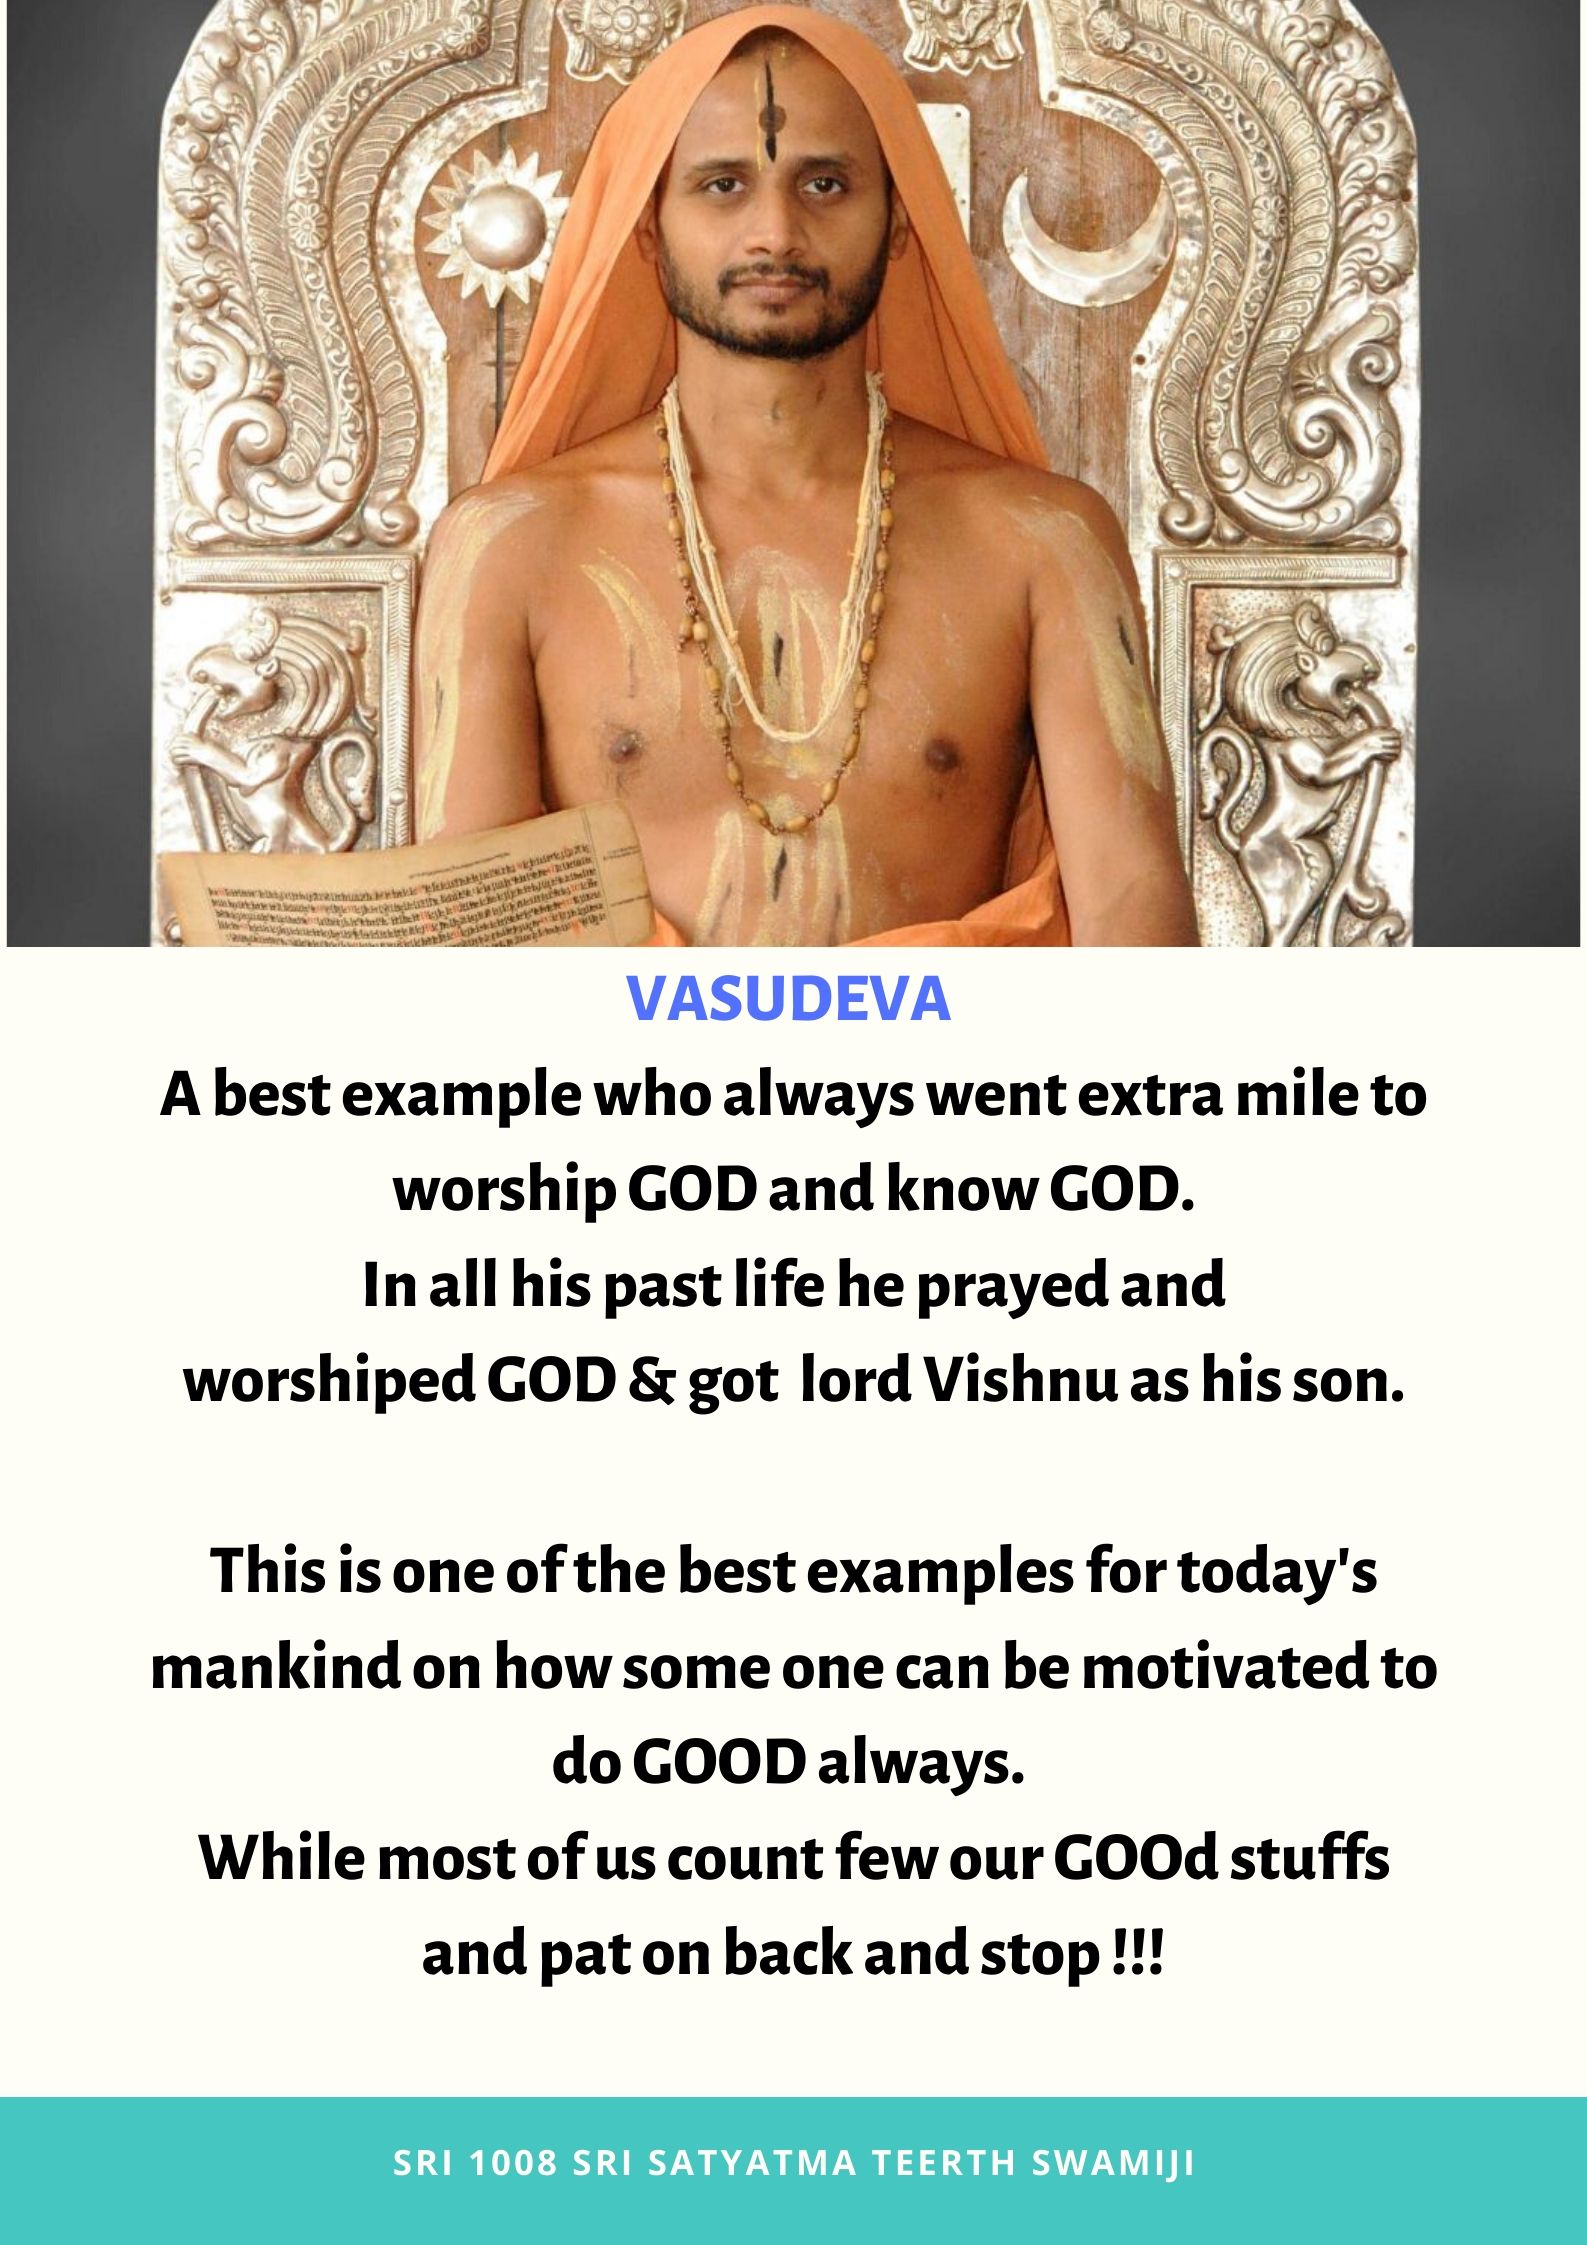 VASUDEVA
A best example who always went extra mile to
worship GOD and know GOD.
In all his past life he prayed and
worshiped GOD & got lord Vishnu as his son.
This is one of the best examples for today's
mankind on how some one can be motivated to
do GOOD always.
While most of us count few our GOOd stuffs
and pat on back and stop !!!
SRI 1008 SRI SATYATMA TEERTH SWAMIJI